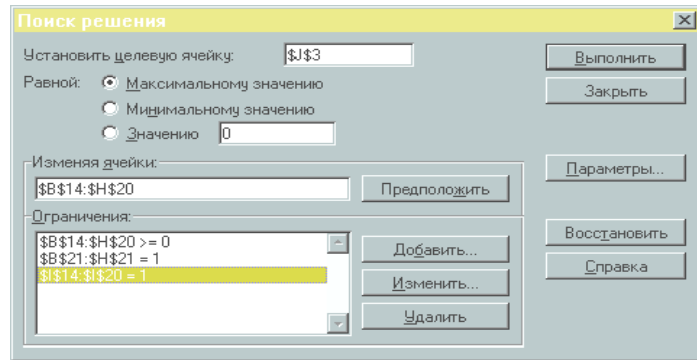 Поиск решения
Установить целевую ячейку: $J$3
Равной: Максимальному значению
Минимальному значению
Значению 0
Изменяя ячейки:
$B$14:$H$20 Предположить
Ограничения:
$B$14:$H$20 >= 0
$B$21:$H$21 = 1
$I$14:$I$20 = 1
Добавить...
Изменить...
Удалить
Выполнить
Закрыть
Параметры...
Восстановить
Справка